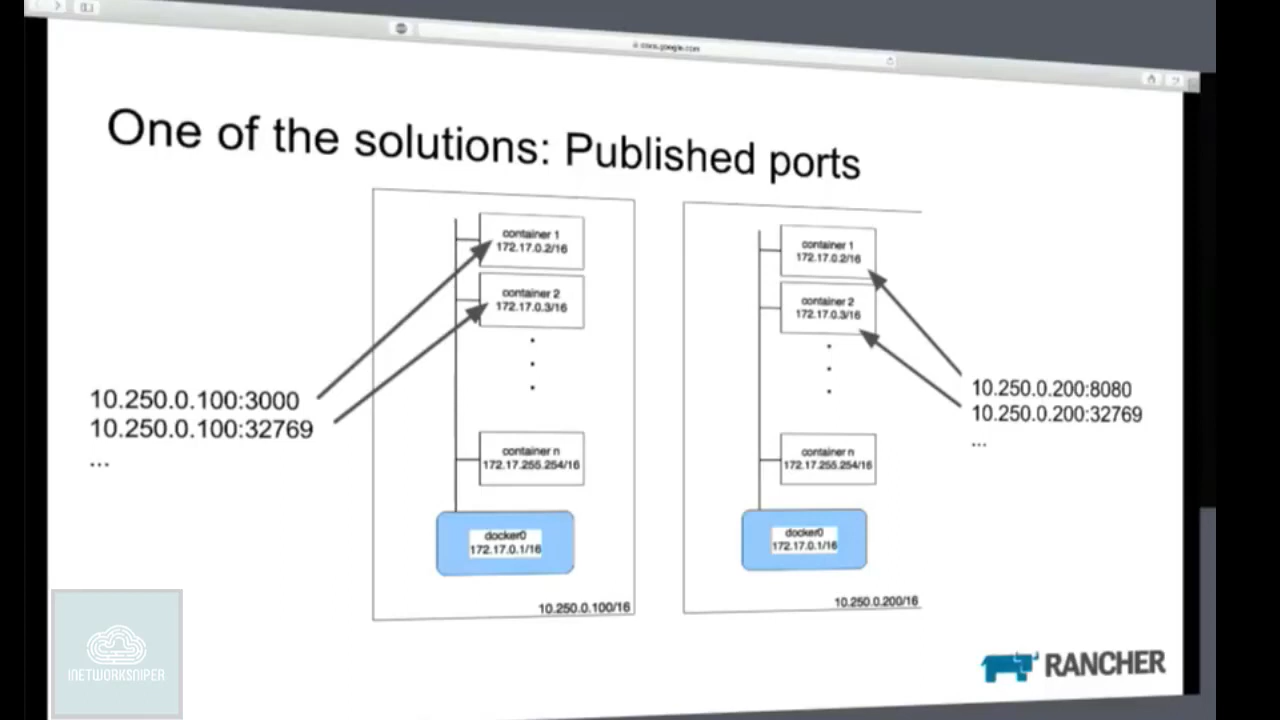 docs.google.com
One of the solutions: Published ports
container 1
172.17.0.2/16
container 2
172.17.0.3/16
container n
172.17.255.254/16
docker0
172.17.0.1/16
10.250.0.100/16
10.250.0.100:3000
10.250.0.100:32769
...
container 1
172.17.0.2/16
container 2
172.17.0.3/16
container n
172.17.255.254/16
docker0
172.17.0.1/16
10.250.0.200/16
10.250.0.200:8080
10.250.0.200:32769
...
INETWORKSNIPER
RANCHER